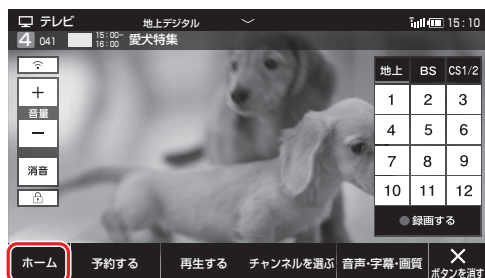 テレビ 地上デジタル 15:10
4 041 15:00- 16:00 愛犬特集
+
音量
−
消音
地上 BS CS1/2
1 2 3
4 5 6
7 8 9
10 11 12
録画する
ホーム 予約する 再生する チャンネルを選ぶ 音声・字幕・画質 ボタンを消す